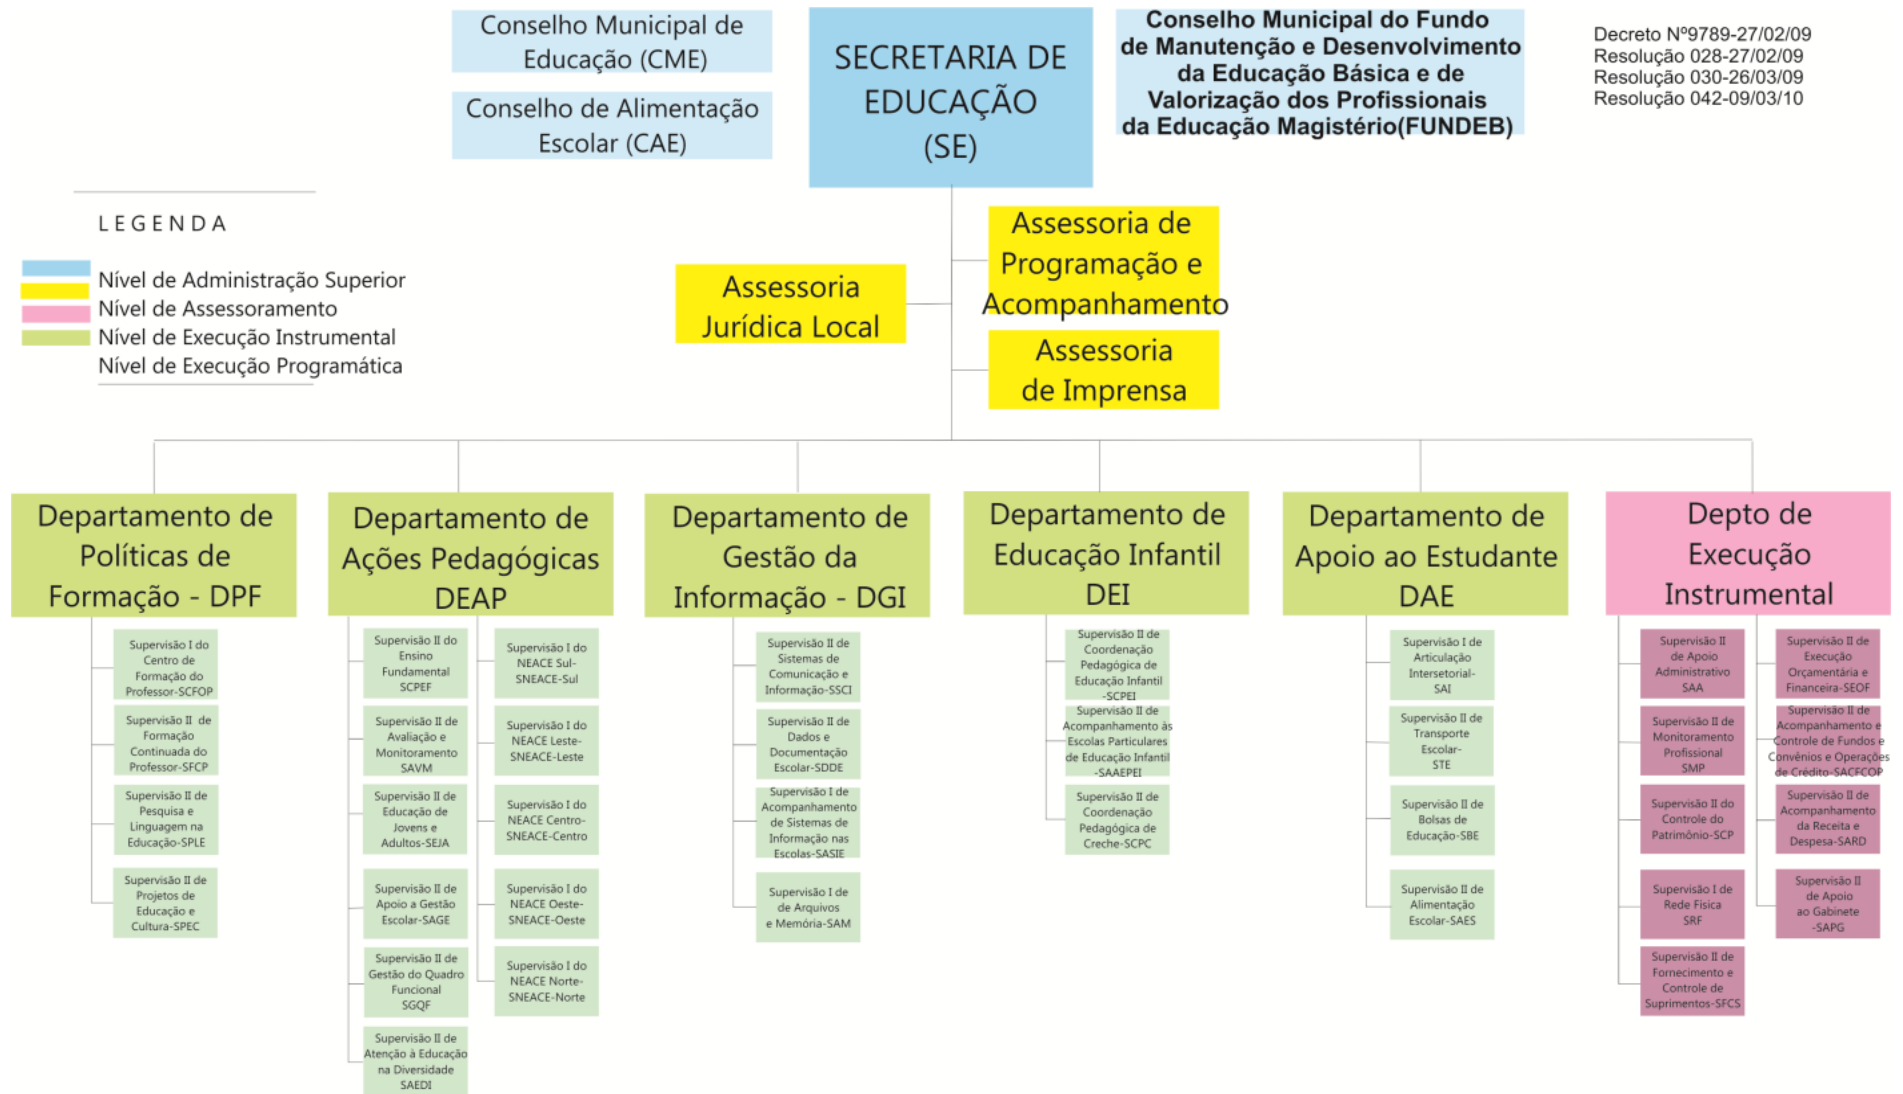 Conselho Municipal de
Educação (CME)
Conselho de Alimentação
Escolar (CAE)
SECRETARIA DE
EDUCAÇÃO
(SE)
Conselho Municipal do Fundo
de Manutenção e Desenvolvimento
da Educação Básica e de
Valorização dos Profissionais
da Educação Magistério(FUNDEB)
Decreto Nº9789-27/02/09
Resolução 028-27/02/09
Resolução 030-26/03/09
Resolução 042-09/03/10
LEGENDA
Nível de Administração Superior
Nível de Assessoramento
Nível de Execução Instrumental
Nível de Execução Programática
Assessoria
Jurídica Local
Assessoria de
Programação e
Acompanhamento
Assessoria
de Imprensa
Departamento de
Políticas de
Formação - DPF
Departamento de
Ações Pedagógicas
DEAP
Departamento de
Gestão da
Informação - DGI
Departamento de
Educação Infantil
DEI
Departamento de
Apoio ao Estudante
DAE
Depto de
Execução
Instrumental
Supervisão I do
Centro de
Formação do
Professor-SCFOP
Supervisão II de
Formação
Continuada do
Professor-SFCP
Supervisão II de
Pesquisa e
Linguagem na
Educação-SPLE
Supervisão II de
Projetos de
Educação e
Cultura-SPEC
Supervisão II do
Ensino
Fundamental
SCPEF
Supervisão II de
Avaliação e
Monitoramento
SAVM
Supervisão II de
Educação de
Jovens e
Adultos-SEJA
Supervisão II de
Apoio a Gestão
Escolar-SAGE
Supervisão II de
Gestão do Quadro
Funcional
SGQF
Supervisão II de
Atenção à Educação
na Diversidade
SAEDI
Supervisão I do
NEACE Sul-
SNEACE-Sul
Supervisão I do
NEACE Leste-
SNEACE-Leste
Supervisão I do
NEACE Centro-
SNEACE-Centro
Supervisão I do
NEACE Oeste-
SNEACE-Oeste
Supervisão I do
NEACE Norte-
SNEACE-Norte
Supervisão II de
Sistemas de
Comunicação e
Informação-SSCI
Supervisão II de
Dados e
Documentação
Escolar-SDDE
Supervisão I de
Acompanhamento
de Sistemas de
Informação nas
Escolas-SASIE
Supervisão I de
de Arquivos
e Memória-SAM
Supervisão II de
Coordenação
Pedagógica de
Educação Infantil
-SCPEI
Supervisão II de
Acompanhamento às
Escolas Particulares
de Educação Infantil
-SAAEPEI
Supervisão II de
Coordenação
Pedagógica de
Creche-SCPC
Supervisão I de
Articulação
Intersetorial-
SAI
Supervisão II de
Transporte
Escolar-
STE
Supervisão II de
Bolsas de
Educação-SBE
Supervisão II de
Alimentação
Escolar-SAES
Supervisão II
de Apoio
Administrativo
SAA
Supervisão II de
Monitoramento
Profissional
SMP
Supervisão II do
Controle do
Patrimônio-SCP
Supervisão I de
Rede Física
SRF
Supervisão II de
Fornecimento e
Controle de
Suprimentos-SFCS
Supervisão II de
Execução
Orçamentária e
Financeira-SEOF
Supervisão II de
Acompanhamento e
Controle de Fundos e
Convênios e Operações
de Crédito-SACFCOP
Supervisão II de
Acompanhamento
da Receita e
Despesa-SARD
Supervisão II
de Apoio
ao Gabinete
-SAPG